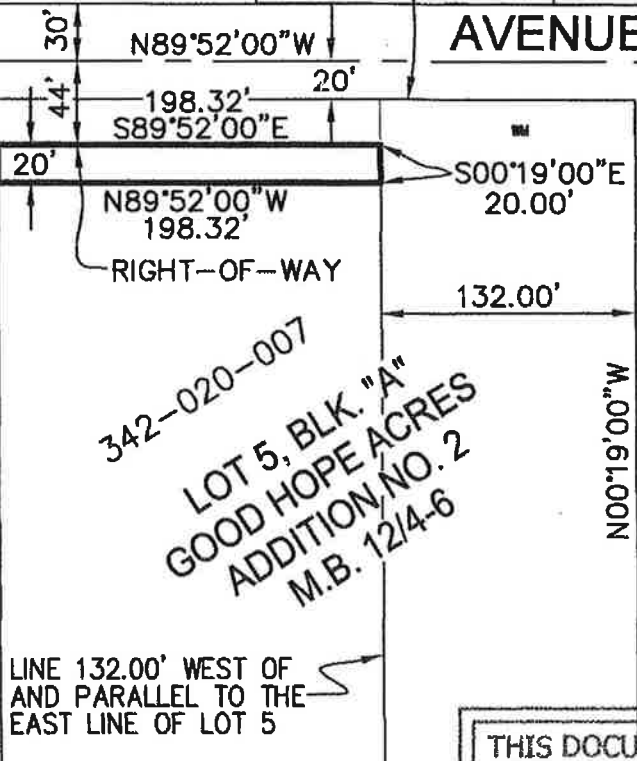 30'
N89°52'00"W
AVENUE
20'
44'
198.32'
S89°52'00"E
20'
S00°19'00"E
20.00'
N89°52'00"W
198.32'
RIGHT-OF-WAY
132.00'
342-020-007
N00°19'00"W
LOT 5, BLK. "A"
GOOD HOPE ACRES
ADDITION NO. 2
M.B. 12/4-6
LINE 132.00' WEST OF
AND PARALLEL TO THE
EAST LINE OF LOT 5
THIS DOCU